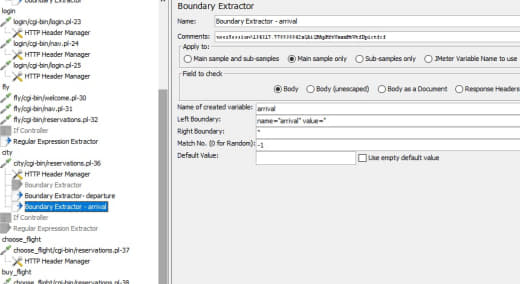 Boundary Extractor
login
login/cgi-bin/login.pl-23
HTTP Header Manager
login/cgi-bin/nav.pl-24
HTTP Header Manager
login/cgi-bin/login.pl-25
HTTP Header Manager
fly
fly/cgi-bin/welcome.pl-30
fly/cgi-bin/nav.pl-31
fly/cgi-bin/reservations.pl-32
If Controller
Regular Expression Extractor
city
city/cgi-bin/reservations.pl-36
HTTP Header Manager
Boundary Extractor
Boundary Extractor- departure
Boundary Extractor - arrival
If Controller
Regular Expression Extractor
choose_flight
choose_flight/cgi-bin/reservations.pl-37
HTTP Header Manager
buy_flight
buy_flight/cgi-bin/reservations.pl-38
Boundary Extractor
Name: Boundary Extractor - arrival
Comments:
Apply to:
Main sample and sub-samples Main sample only Sub-samples only JMeter Variable Name to use
Field to check
Body Body (unescaped) Body as a Document Response Headers
Name of created variable: arrival
Left Boundary: name="arrival" value="
Right Boundary: "
Match No. (0 for Random): -1
Default Value: Use empty default value